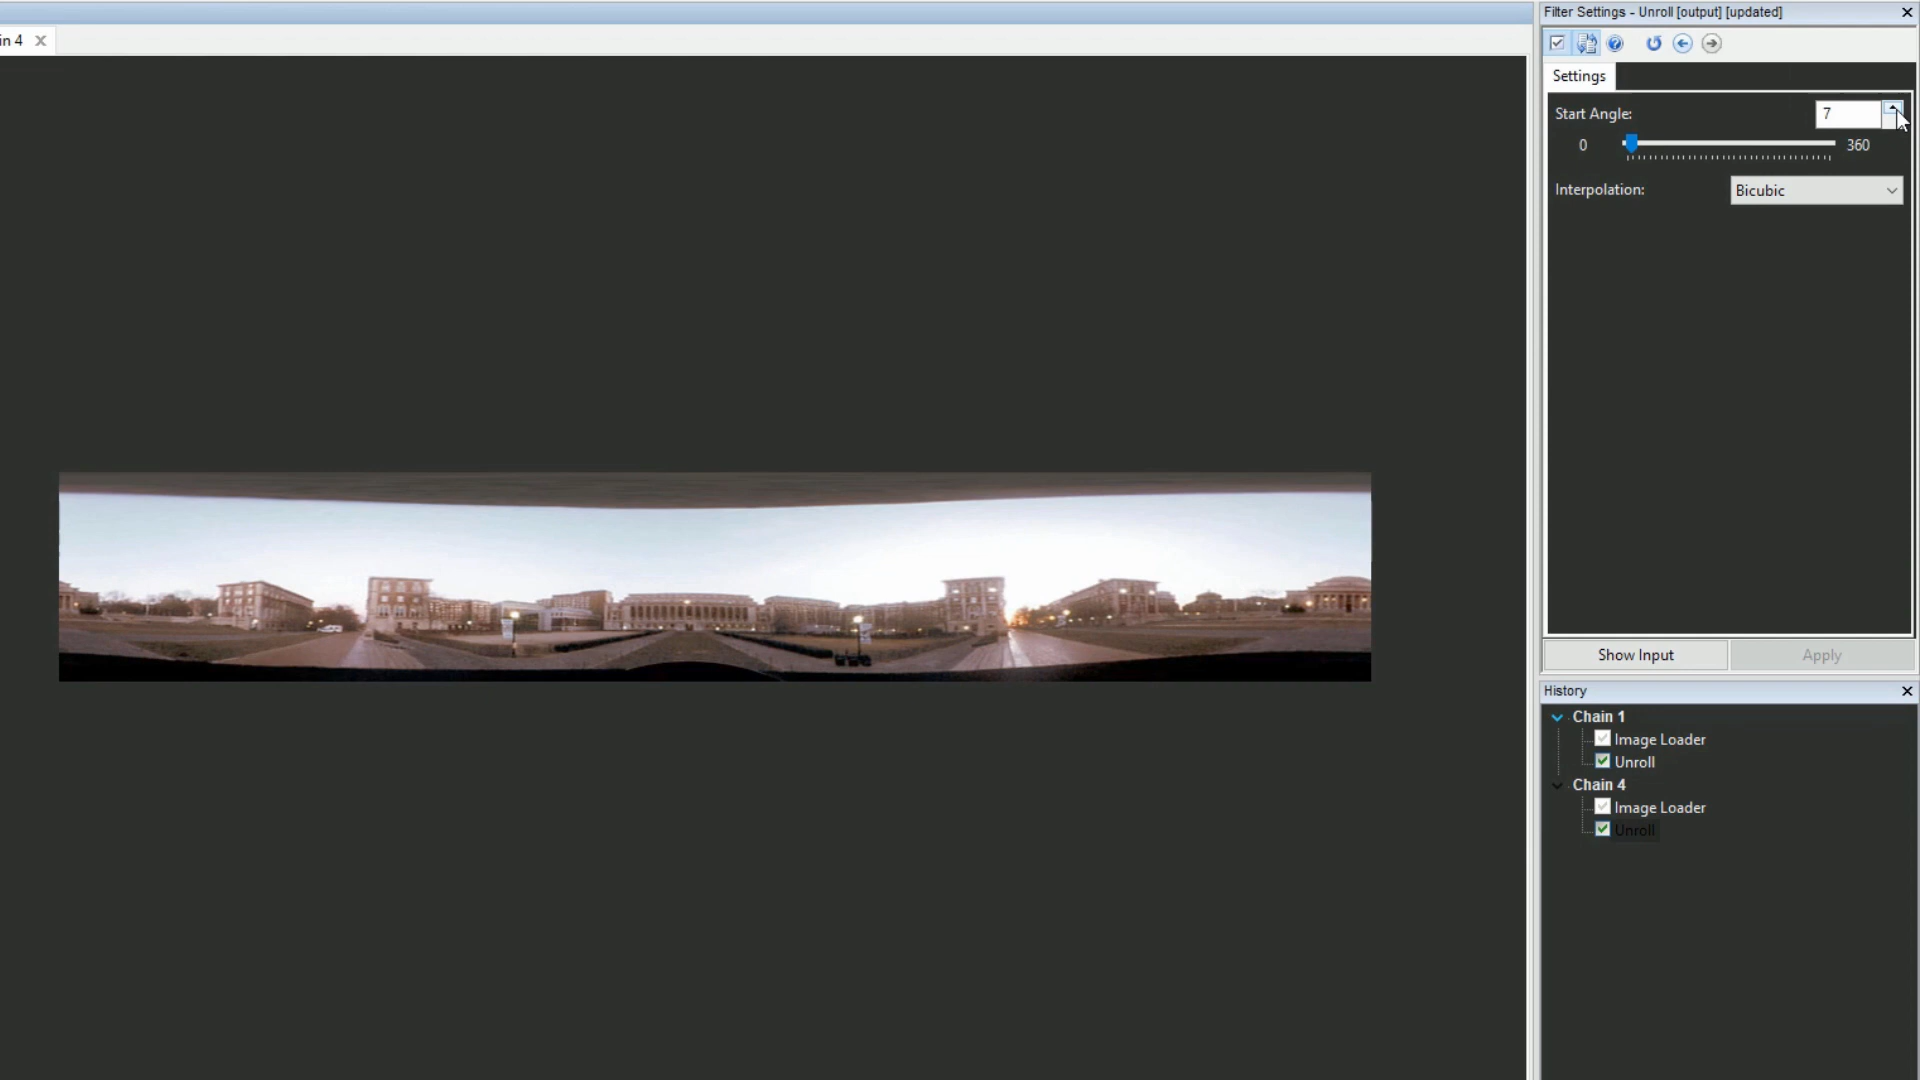 in 4
Filter Settings - Unroll [output] [updated]
Settings
Start Angle:
7
0
360
Interpolation:
Bicubic
Show Input
Apply
History
Chain 1
Image Loader
Unroll
Chain 4
Image Loader
Unroll